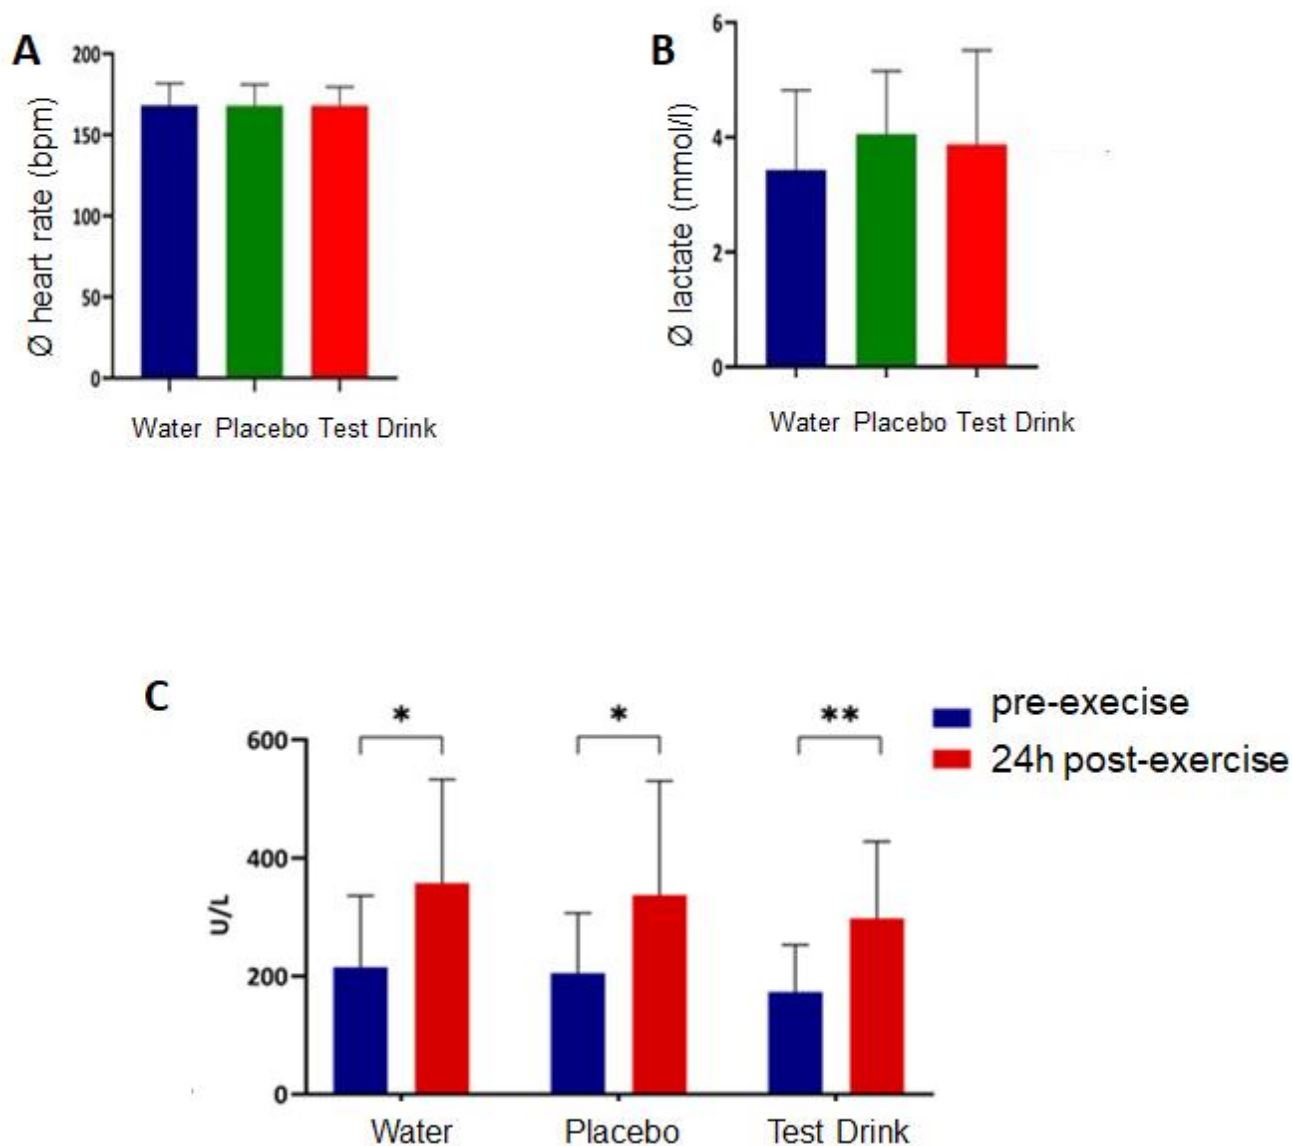 A
Ø heart rate (bpm)
200
150
100
50
0
Water Placebo Test Drink
B
Ø lactate (mmol/l)
6
4
2
0
Water Placebo Test Drink
C
pre-execise
24h post-exercise
* * **
U/L
600
400
200
0
Water Placebo Test Drink